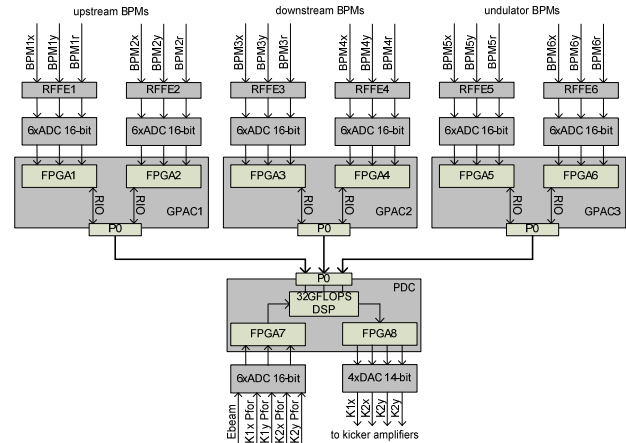 upstream BPMs downstream BPMs undulator BPMs
BPM1x BPM1y BPM1r BPM2x BPM2y BPM2r BPM3x BPM3y BPM3r BPM4x BPM4y BPM4r BPM5x BPM5y BPM5r BPM6x BPM6y BPM6r
RFFE1 RFFE2 RFFE3 RFFE4 RFFE5 RFFE6
6xADC 16-bit 6xADC 16-bit 6xADC 16-bit 6xADC 16-bit 6xADC 16-bit 6xADC 16-bit
FPGA1 FPGA2 FPGA3 FPGA4 FPGA5 FPGA6
RIO RIO GPAC1 RIO RIO GPAC2 RIO RIO GPAC3
P0 P0 P0
P0
PDC
32GFLOPS
DSP
FPGA7 FPGA8
6xADC 16-bit 4xDAC 14-bit
Ebeam K1x Pfor K1y Pfor K2x Pfor K2y Pfor K1x K2x K2y K2y
to kicker amplifiers